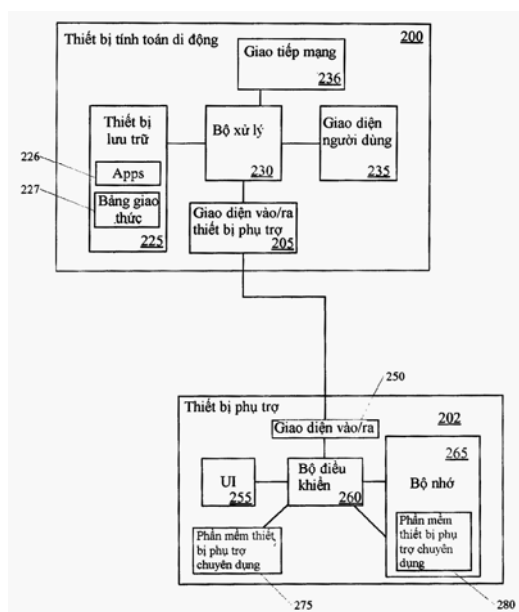 Thiết bị tính toán di động
200
Giao tiếp mạng
236
Thiết bị
lưu trữ
Apps
Bảng giao
thức
225
226
227
Bộ xử lý
230
Giao diện
người dùng
235
Giao diện vào/ra
thiết bị phụ trợ
205
250
Thiết bị phụ trợ
202
Giao diện vào/ra
UI
255
Bộ điều
khiển
260
265
Bộ nhớ
Phần mềm thiết
bị phụ trợ
chuyên dụng
275
Phần mềm
thiết bị phụ
trợ chuyên
dụng
280